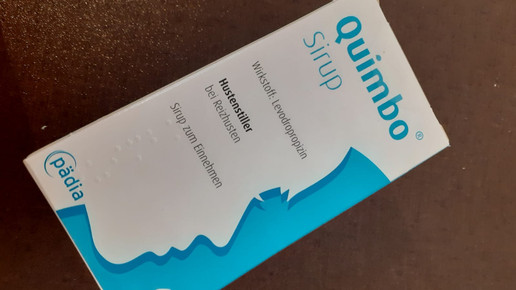 Quimbo ®
Sirup
Wirkstoff: Levodropropizin
Hustenstiller
bei Reizhusten
Sirup zum Einnehmen
pädia